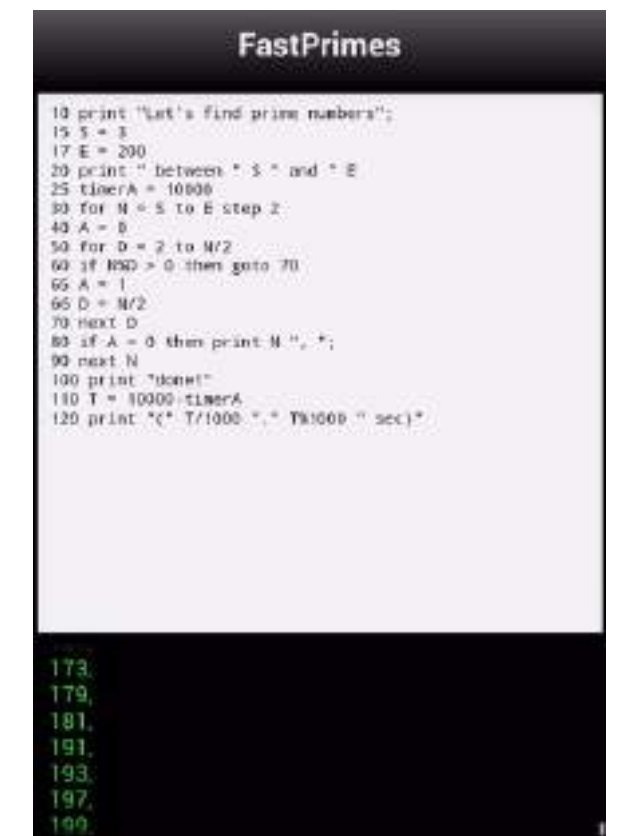 FastPrimes
10 print "Let's find prime numbers";
15 S = 3
17 E = 200
20 print " between " S " and " E
25 timerA = 10000
30 for N = S to E step 2
40 A = 0
50 for D = 2 to N/2
60 if N%D > 0 then goto 70
65 A = 1
66 D = N/2
70 next D
80 if A = 0 then print N ", ";
90 next N
100 print "done!"
110 T = 10000-timerA
120 print "(" T/1000 "." T%1000 " sec)"
173,
179,
181,
191,
193,
197,
199,